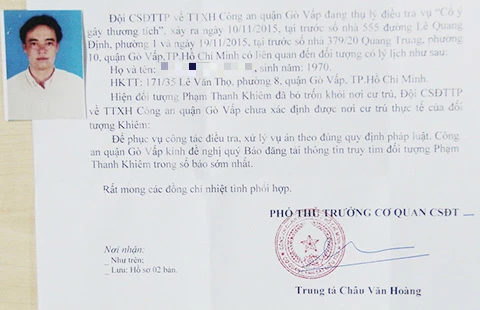 Đội CSĐTTP về TTXH Công an quận Gò Vấp đang thụ lý điều tra vụ “Cố ý
gây thương tích”, xảy ra ngày 10/11/2015, tại trước số nhà 555 đường Lê Quang
Định, phường 1 và ngày 19/11/2015, tại trước số nhà 379/20 Quang Trung, phường
10, quận Gò Vấp,TP.Hồ Chí Minh có liên quan đến đối tượng có lý lịch như sau:
Họ và tên: , sinh năm: 1970.
HKTT: 171/35 Lê Văn Thọ, phường 8, quận Gò Vấp, TP.Hồ Chí Minh.
Hiện đối tượng Phạm Thanh Khiêm đã bỏ trốn khỏi nơi cư trú, Đội CSĐTTP
về TTXH Công an quận Gò Vấp chưa xác định được nơi cư trú thực tế của đối
tượng Khiêm.
Để phục vụ công tác điều tra, xử lý vụ án theo đúng quy định pháp luật. Công
an quận Gò Vấp kính đề nghị quý Báo đăng tải thông tin truy tìm đối tượng Phạm
Thanh Khiêm trong số báo sớm nhất.
Rất mong các đồng chí nhiệt tình phối hợp.
PHÓ THỦ TRƯỞNG CƠ QUAN CSĐT
Nơi nhận:
_ Như trên;
_ Lưu: Hồ sơ 02 bản.
Trung tá Châu Văn Hoàng